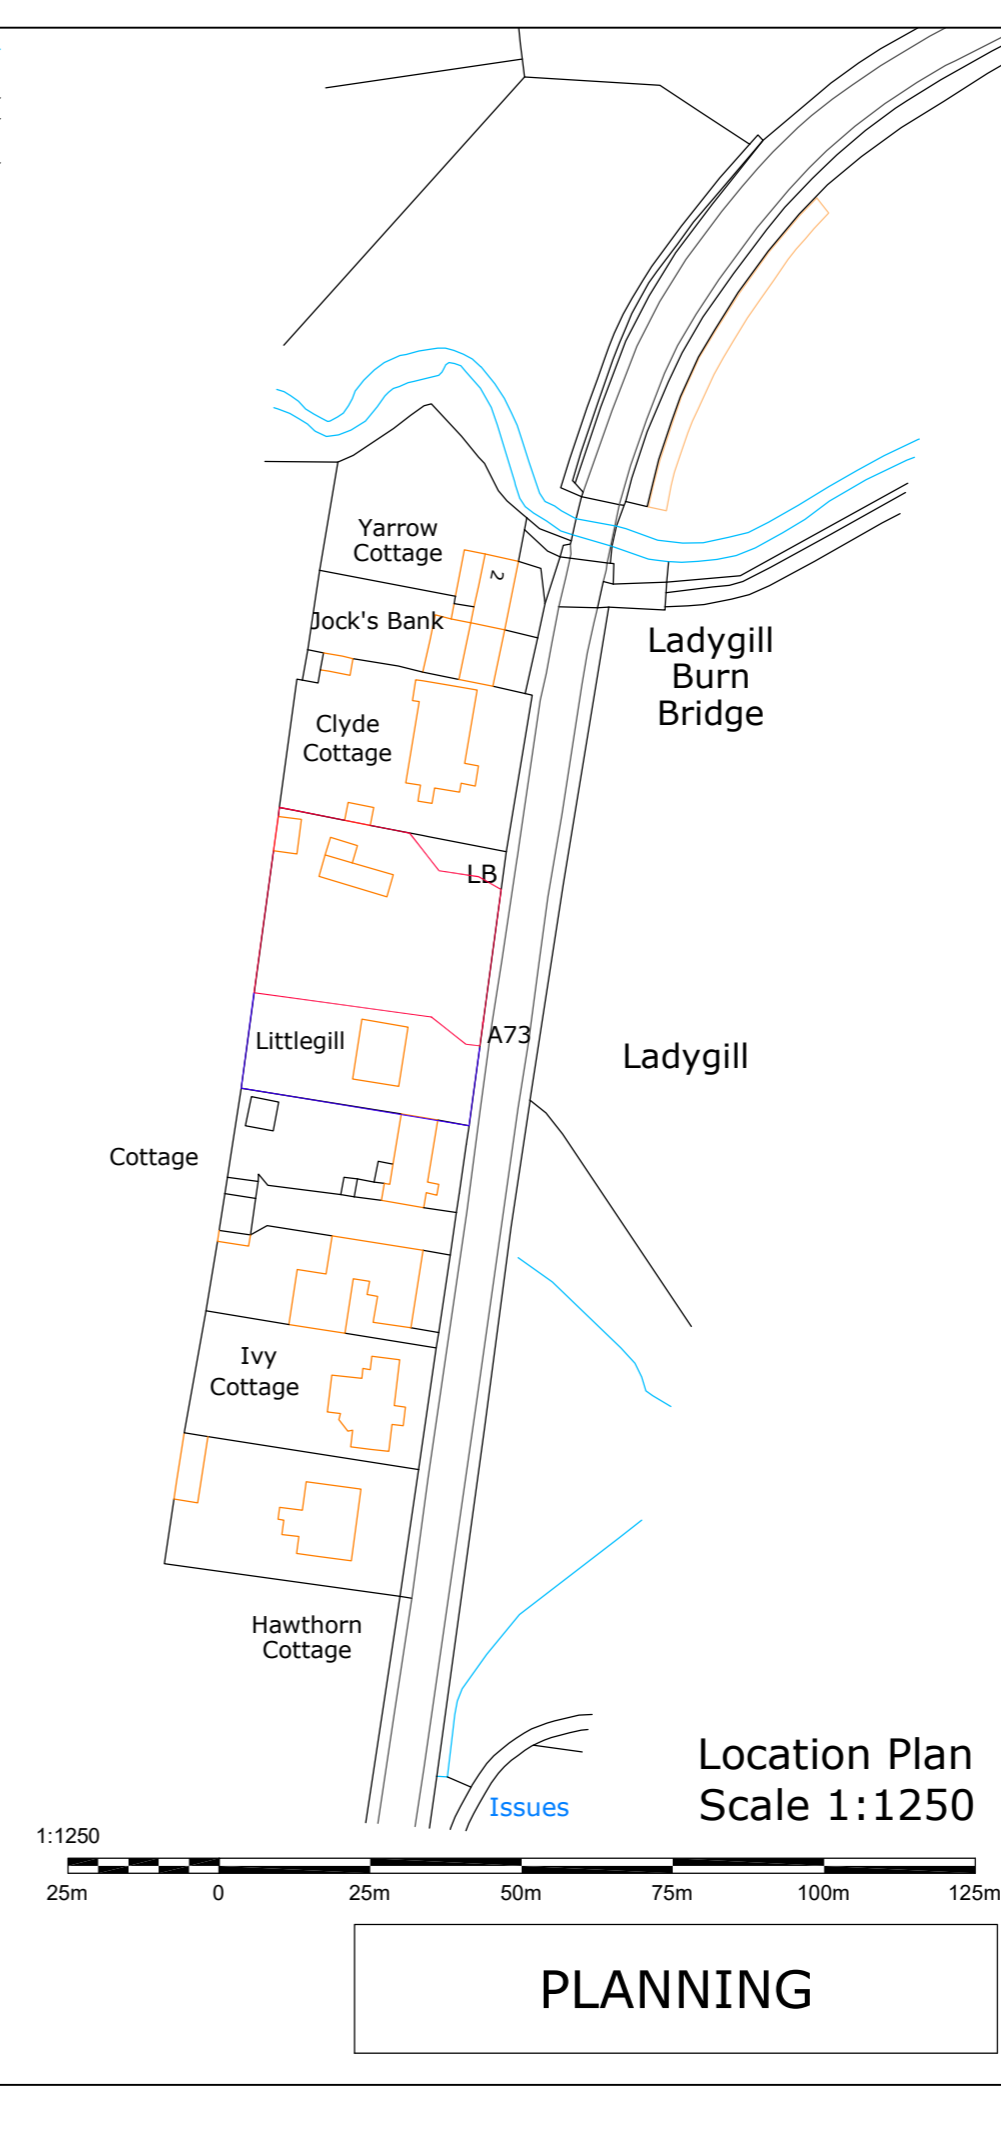 Yarrow
Cottage
2
Jock's Bank
Ladygill
Burn
Bridge
Clyde
Cottage
LB
A73
Littlegill
Ladygill
Cottage
Ivy
Cottage
Hawthorn
Cottage
Location Plan
Scale 1:1250
Issues
1:1250
25m 0 25m 50m 75m 100m 125m
PLANNING